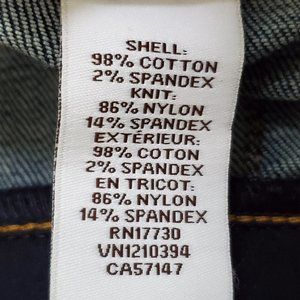 SHELL:
98% COTTON
2% SPANDEX
KNIT:
86% NYLON
14% SPANDEX
EXTÉRIEUR:
98% COTON
2% SPANDEX
EN TRICOT:
86% NYLON
14% SPANDEX
RN17730
VN1210394
CA57147